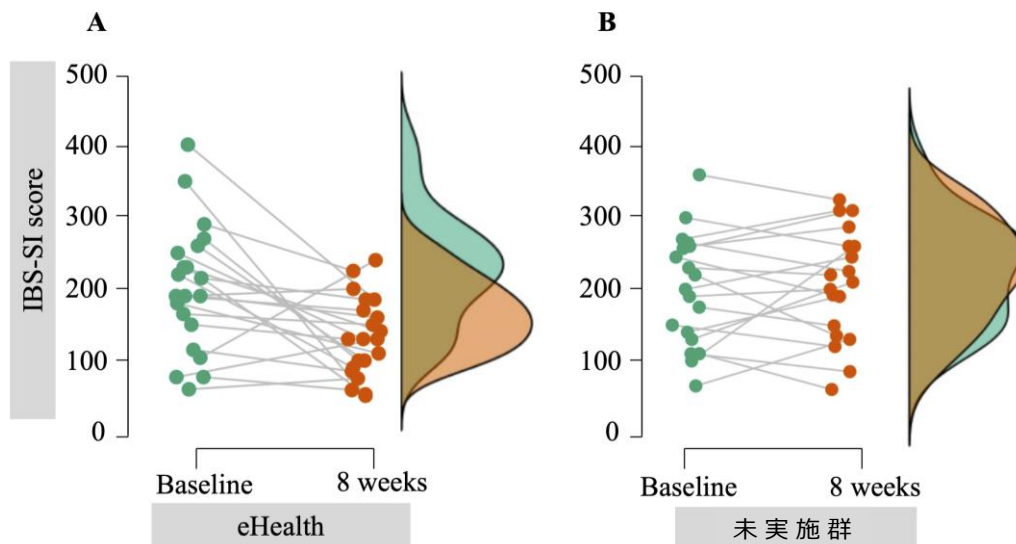 A
B
IBS-SI score
500
400
300
200
100
0
Baseline
8 weeks
eHealth
500
400
300
200
100
0
Baseline
8 weeks
未実施群